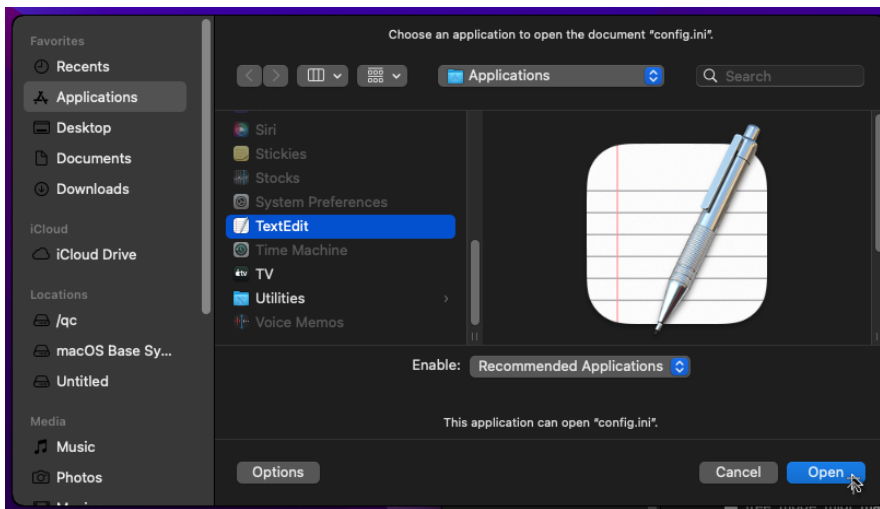 Choose an application to open the document "config.ini".
Favorites
Recents
Applications
Desktop
Documents
Downloads
iCloud
iCloud Drive
Locations
/qc
macOS Base Sy...
Untitled
Media
Music
Photos
Applications
Search
Siri
Stickies
Stocks
System Preferences
TextEdit
Time Machine
tv TV
Utilities
Voice Memos
Enable: Recommended Applications
This application can open "config.ini".
Options
Cancel Open